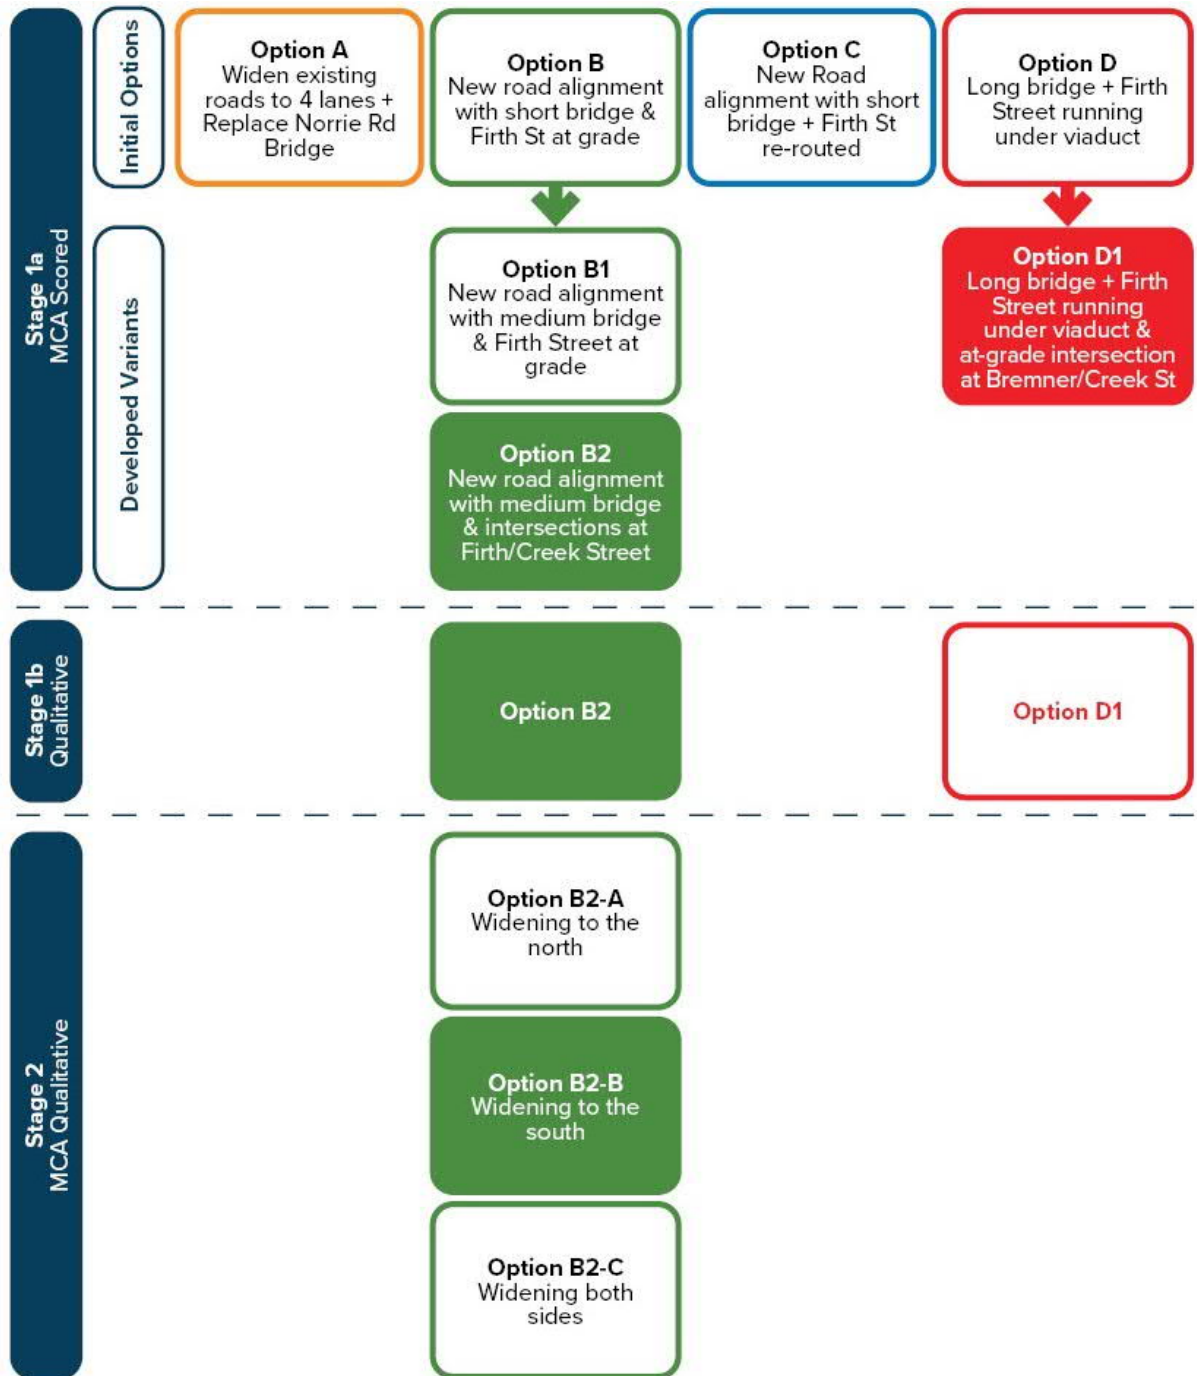 Stage 1a
MCA Scored
Initial Options
Option A
Widen existing
roads to 4 lanes +
Replace Norrie Rd
Bridge
Option B
New road alignment
with short bridge &
Firth St at grade
Option C
New Road
alignment with short
bridge + Firth St
re-routed
Option D
Long bridge + Firth
Street running
under viaduct
Developed Variants
Option B1
New road alignment
with medium bridge
& Firth Street at
grade
Option D1
Long bridge + Firth
Street running
under viaduct &
at-grade intersection
at Bremner/Creek St
Option B2
New road alignment
with medium bridge
& intersections at
Firth/Creek Street
Stage 1b
Qualitative
Option B2
Option D1
Stage 2
MCA Qualitative
Option B2-A
Widening to the
north
Option B2-B
Widening to the
south
Option B2-C
Widening both
sides